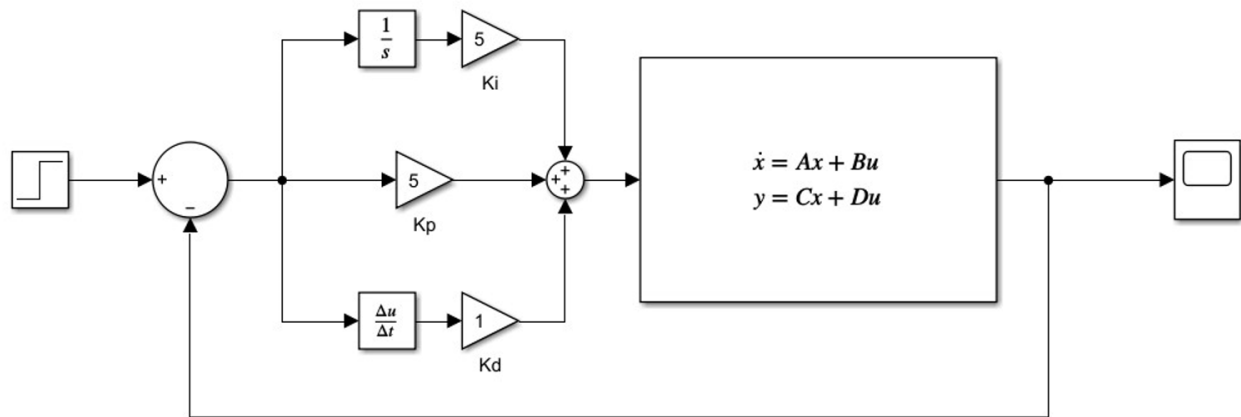 1
s
5
Ki
ẋ = Ax + Bu
y = Cx + Du
+
−
5
Kp
+
+
+
Δu
Δt
1
Kd